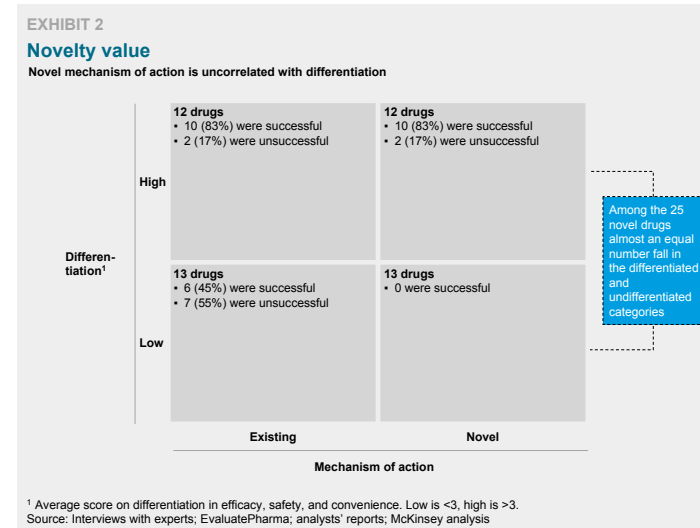 EXHIBIT 2
Novelty value
Novel mechanism of action is uncorrelated with differentiation
12 drugs
▪ 10 (83%) were successful
▪ 2 (17%) were unsuccessful
12 drugs
▪ 10 (83%) were successful
▪ 2 (17%) were unsuccessful
High
Among the 25
novel drugs
almost an equal
number fall in
the differentiated
and
undifferentiated
categories
Differen-
tiation¹
13 drugs
▪ 6 (45%) were successful
▪ 7 (55%) were unsuccessful
13 drugs
▪ 0 were successful
Low
Existing
Novel
Mechanism of action
¹ Average score on differentiation in efficacy, safety, and convenience. Low is <3, high is >3.
Source: Interviews with experts; EvaluatePharma; analysts' reports; McKinsey analysis